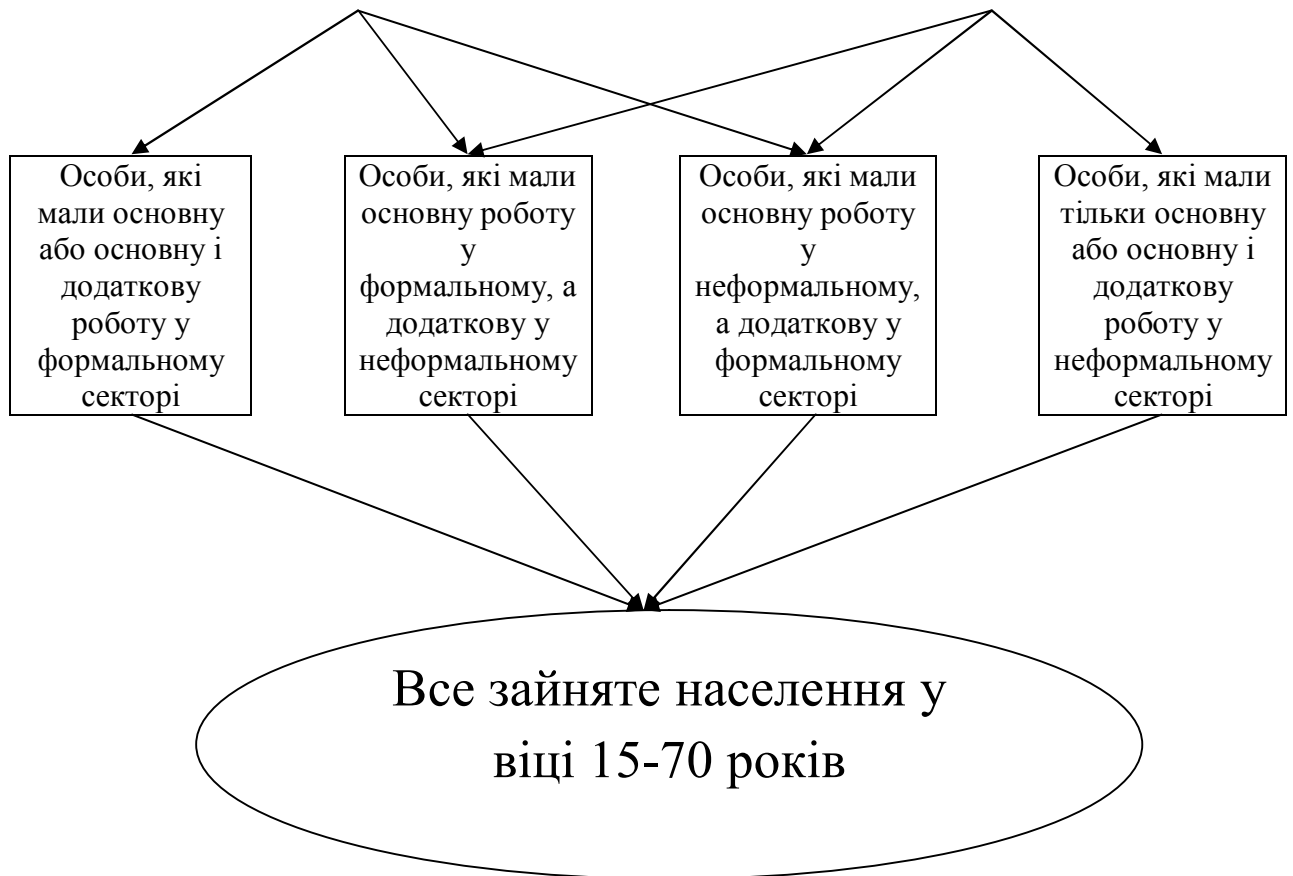 Особи, які
мали основну
або основну і
додаткову
роботу у
формальному
секторі
Особи, які мали
основну роботу
у
формальному, а
додаткову у
неформальному
секторі
Особи, які мали
основну роботу
у
неформальному,
а додаткову у
формальному
секторі
Особи, які мали
тільки основну
або основну і
додаткову
роботу у
неформальному
секторі
Все зайняте населення у
віці 15-70 років